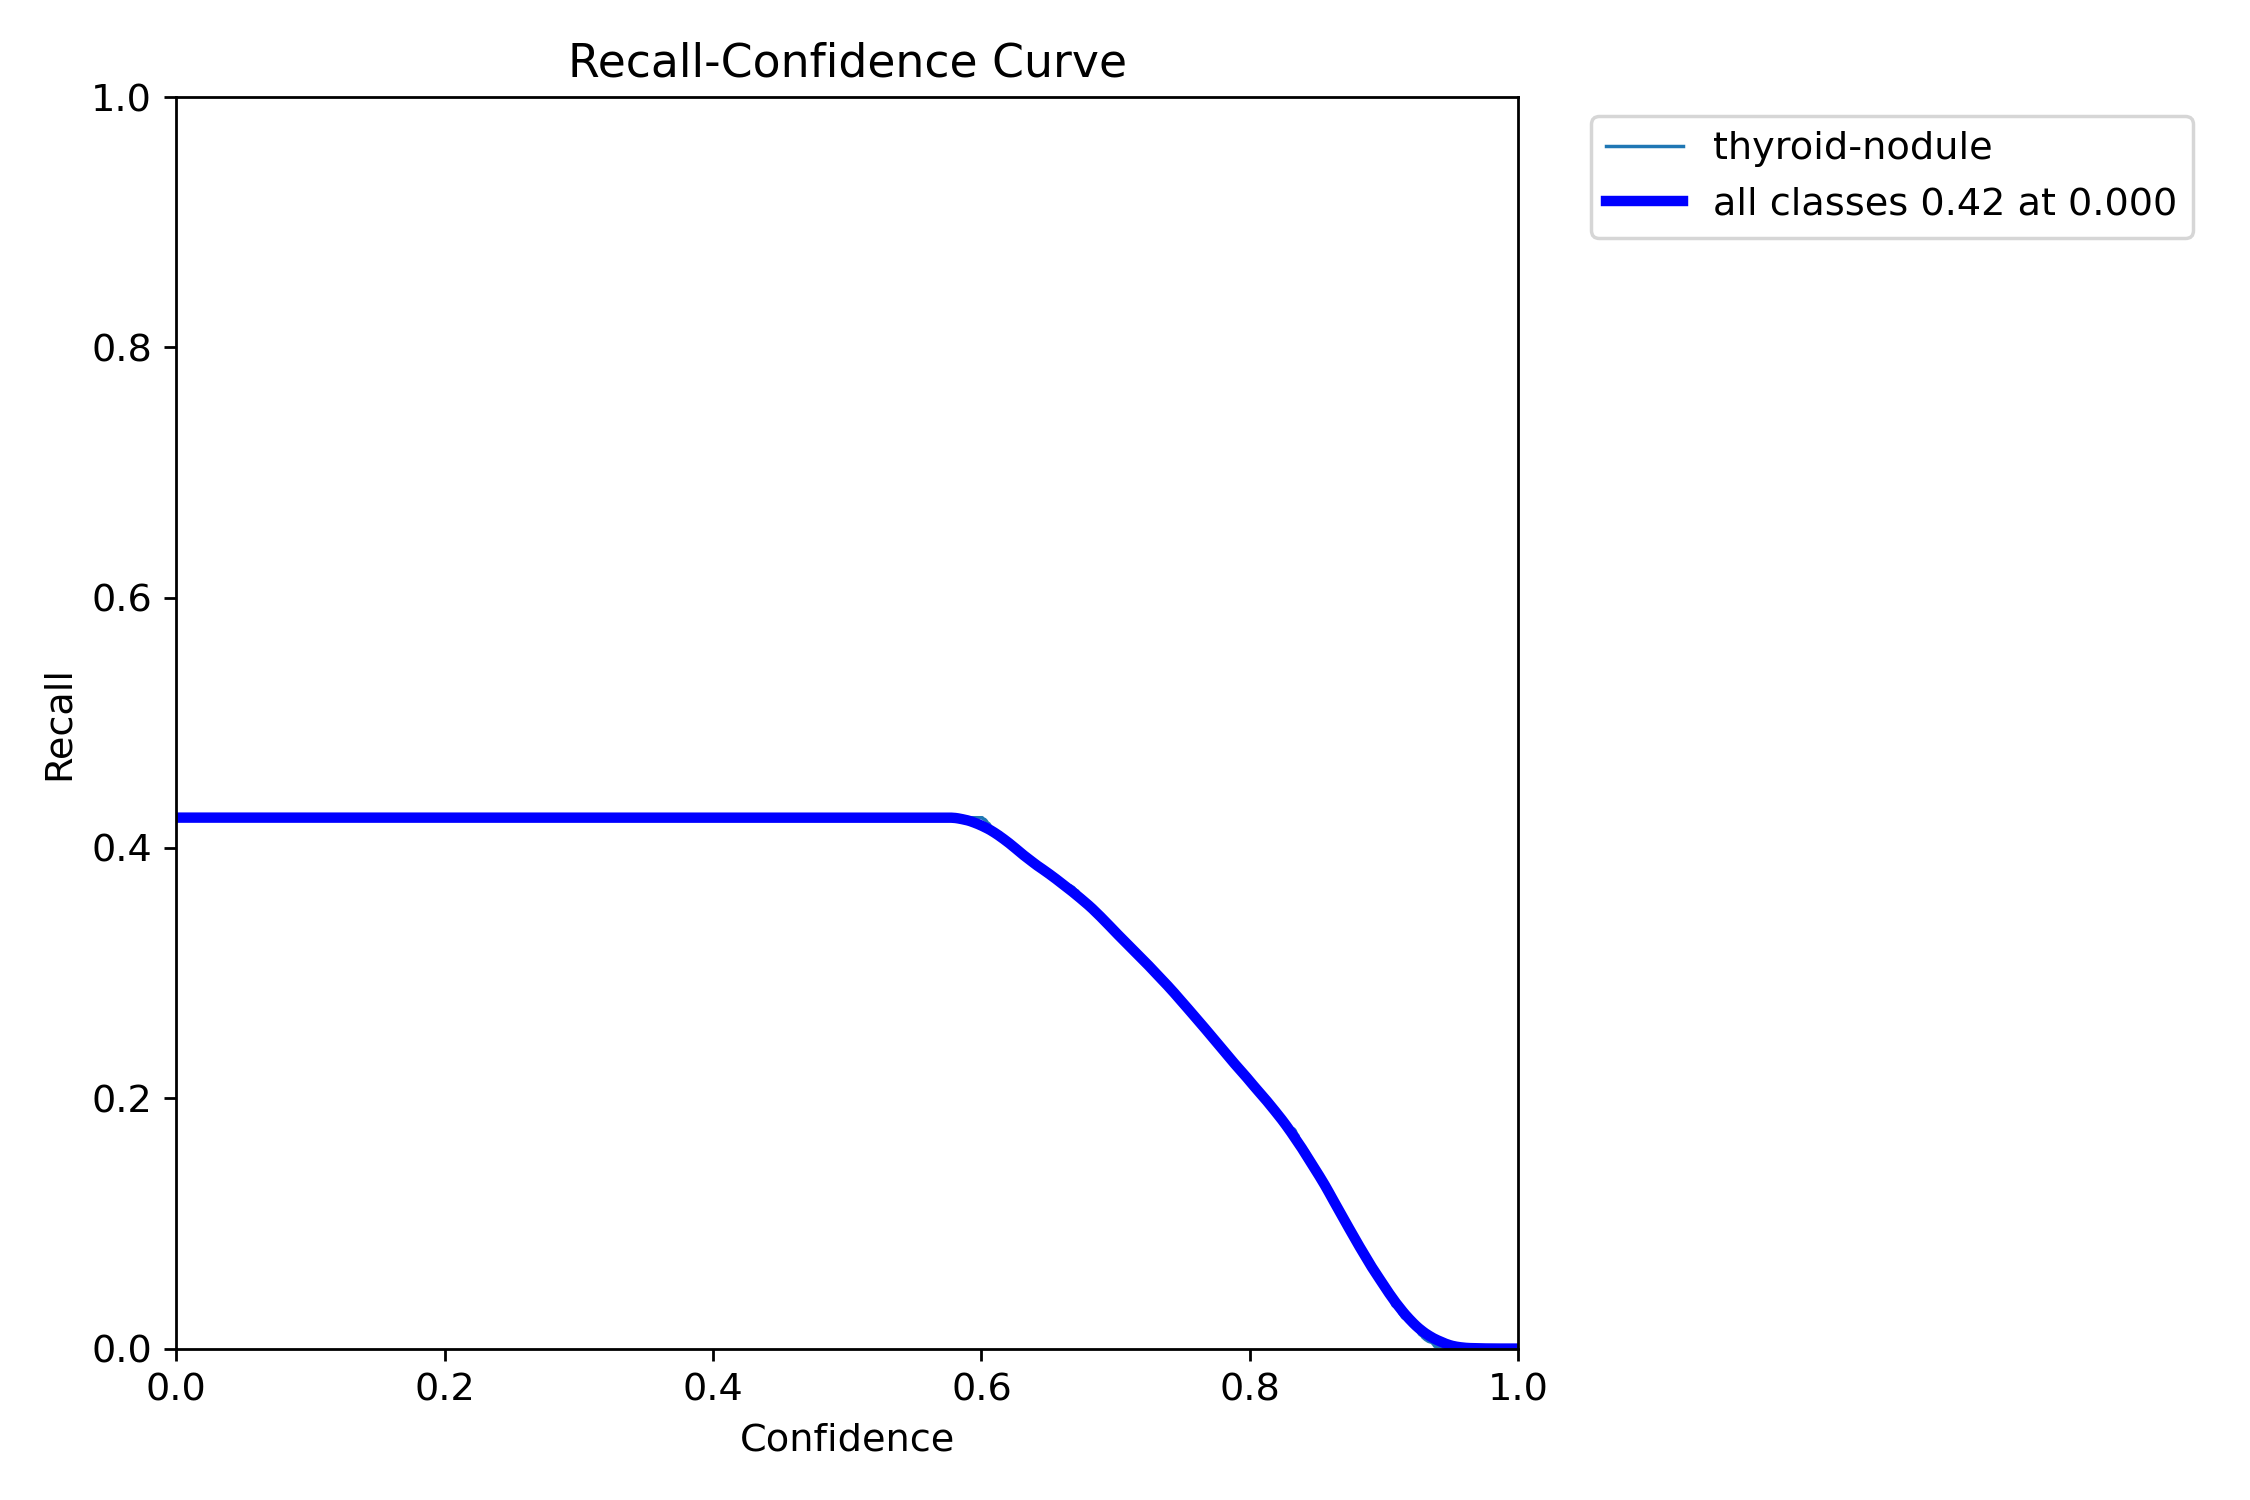 Recall-Confidence Curve
1.0
0.8
0.6
0.4
0.2
0.0
Recall
0.0 0.2 0.4 0.6 0.8 1.0
Confidence
thyroid-nodule
all classes 0.42 at 0.000